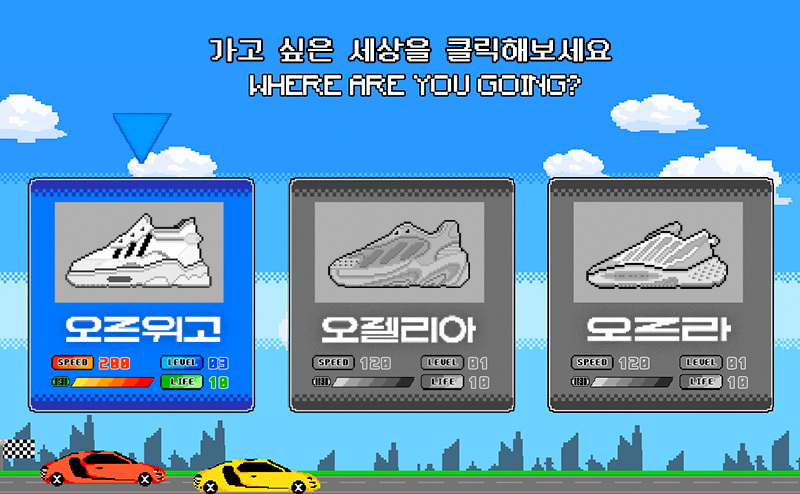 가고 싶은 세상을 클릭해보세요
WHERE ARE YOU GOING?
오즈위고
SPEED 200 LEVEL 03
LIFE 10
오젤리아
SPEED 120 LEVEL 01
LIFE 10
오즈라
SPEED 120 LEVEL 01
LIFE 10